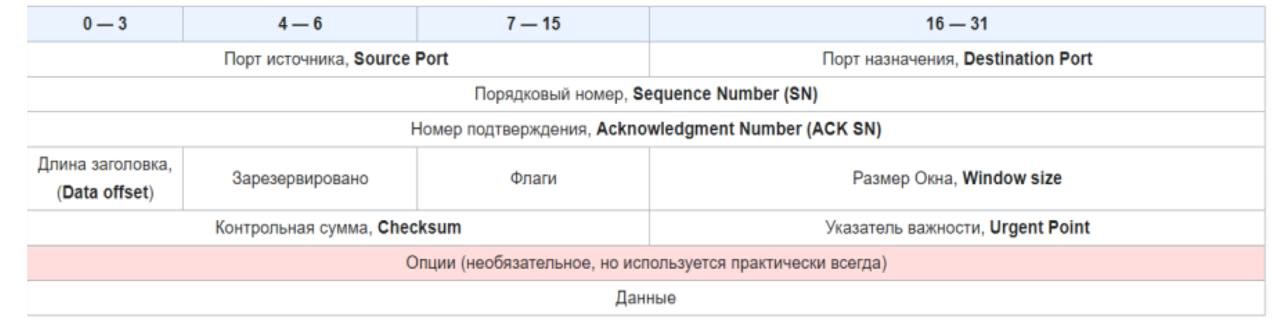 0 — 3 4 — 6 7 — 15 16 — 31
Порт источника, Source Port Порт назначения, Destination Port
Порядковый номер, Sequence Number (SN)
Номер подтверждения, Acknowledgment Number (ACK SN)
Длина заголовка,
(Data offset) Зарезервировано Флаги Размер Окна, Window size
Контрольная сумма, Checksum Указатель важности, Urgent Point
Опции (необязательное, но используется практически всегда)
Данные